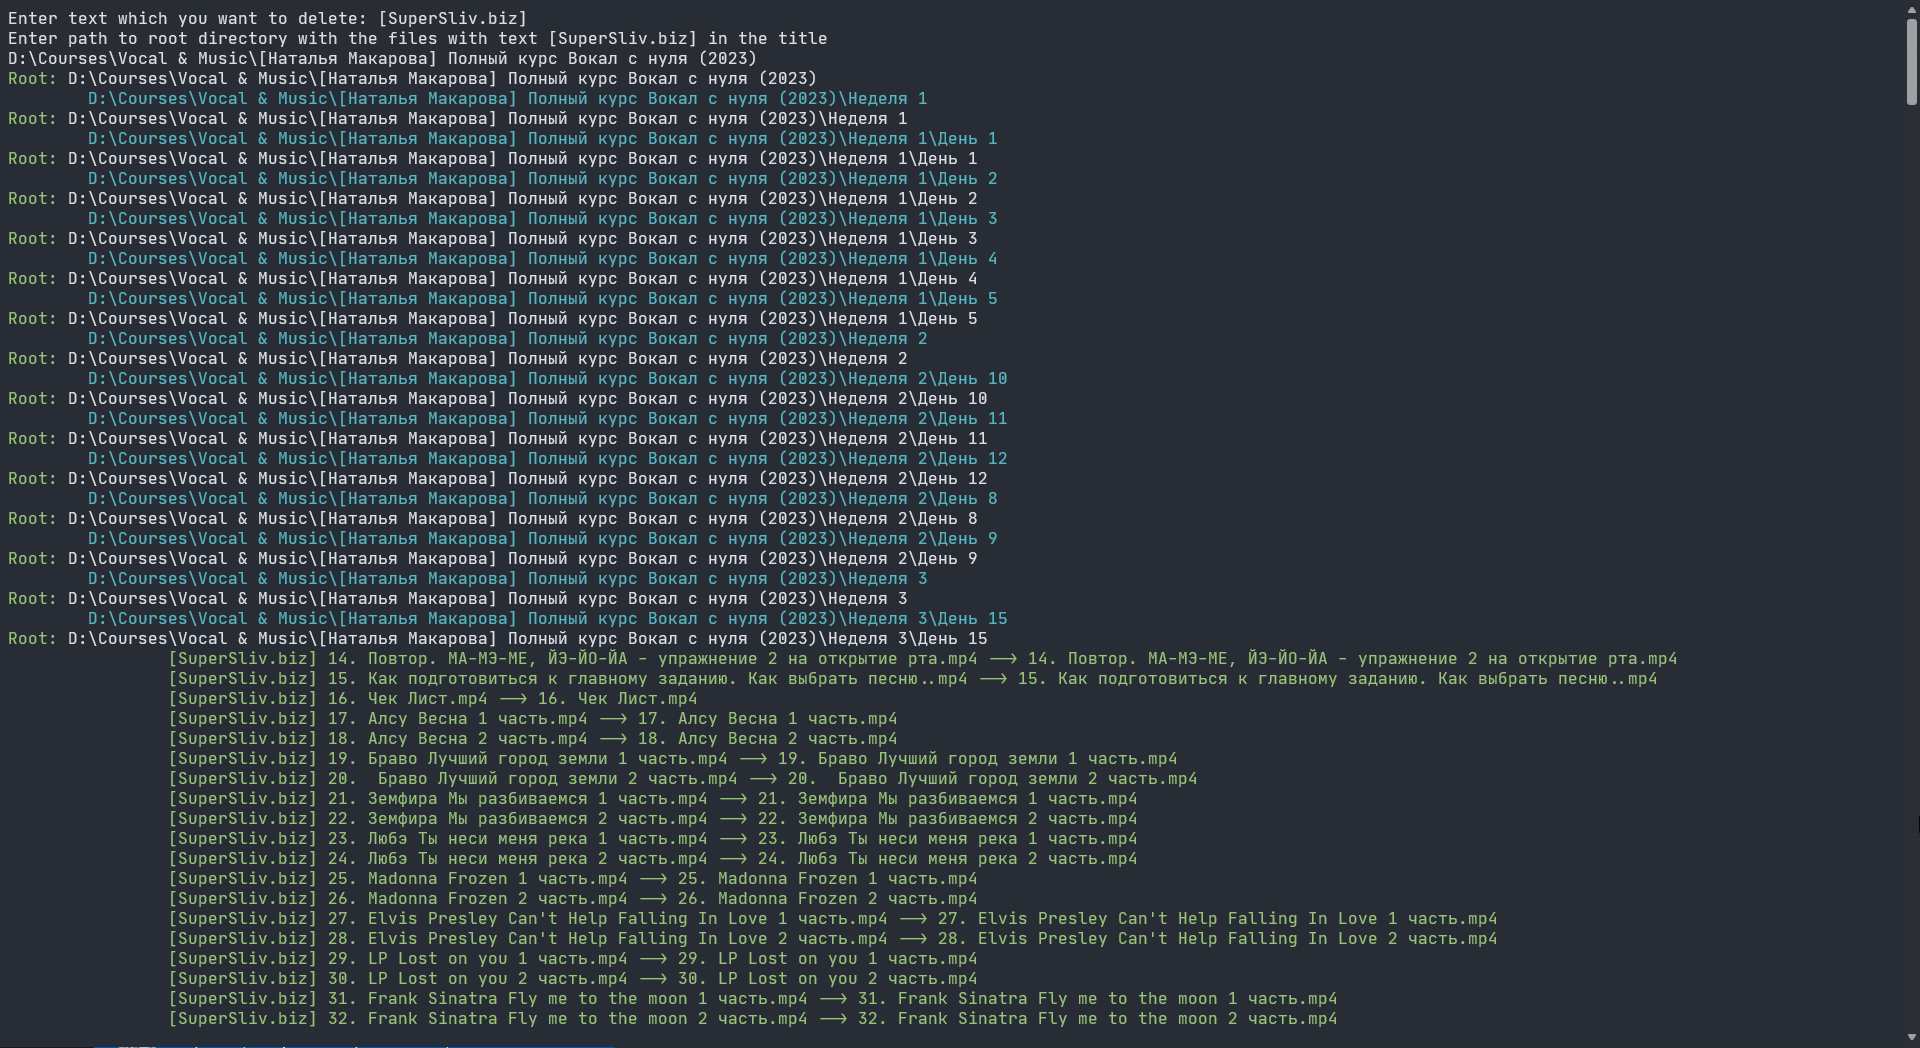 Enter text which you want to delete: [SuperSliv.biz]
Enter path to root directory with the files with text [SuperSliv.biz] in the title
D:\Courses\Vocal & Music\[Наталья Макарова] Полный курс Вокал с нуля (2023)
Root: D:\Courses\Vocal & Music\[Наталья Макарова] Полный курс Вокал с нуля (2023)
D:\Courses\Vocal & Music\[Наталья Макарова] Полный курс Вокал с нуля (2023)\Неделя 1
Root: D:\Courses\Vocal & Music\[Наталья Макарова] Полный курс Вокал с нуля (2023)\Неделя 1
D:\Courses\Vocal & Music\[Наталья Макарова] Полный курс Вокал с нуля (2023)\Неделя 1\День 1
Root: D:\Courses\Vocal & Music\[Наталья Макарова] Полный курс Вокал с нуля (2023)\Неделя 1\День 1
D:\Courses\Vocal & Music\[Наталья Макарова] Полный курс Вокал с нуля (2023)\Неделя 1\День 2
Root: D:\Courses\Vocal & Music\[Наталья Макарова] Полный курс Вокал с нуля (2023)\Неделя 1\День 2
D:\Courses\Vocal & Music\[Наталья Макарова] Полный курс Вокал с нуля (2023)\Неделя 1\День 3
Root: D:\Courses\Vocal & Music\[Наталья Макарова] Полный курс Вокал с нуля (2023)\Неделя 1\День 3
D:\Courses\Vocal & Music\[Наталья Макарова] Полный курс Вокал с нуля (2023)\Неделя 1\День 4
Root: D:\Courses\Vocal & Music\[Наталья Макарова] Полный курс Вокал с нуля (2023)\Неделя 1\День 4
D:\Courses\Vocal & Music\[Наталья Макарова] Полный курс Вокал с нуля (2023)\Неделя 1\День 5
Root: D:\Courses\Vocal & Music\[Наталья Макарова] Полный курс Вокал с нуля (2023)\Неделя 1\День 5
D:\Courses\Vocal & Music\[Наталья Макарова] Полный курс Вокал с нуля (2023)\Неделя 2
Root: D:\Courses\Vocal & Music\[Наталья Макарова] Полный курс Вокал с нуля (2023)\Неделя 2
D:\Courses\Vocal & Music\[Наталья Макарова] Полный курс Вокал с нуля (2023)\Неделя 2\День 10
Root: D:\Courses\Vocal & Music\[Наталья Макарова] Полный курс Вокал с нуля (2023)\Неделя 2\День 10
D:\Courses\Vocal & Music\[Наталья Макарова] Полный курс Вокал с нуля (2023)\Неделя 2\День 11
Root: D:\Courses\Vocal & Music\[Наталья Макарова] Полный курс Вокал с нуля (2023)\Неделя 2\День 11
D:\Courses\Vocal & Music\[Наталья Макарова] Полный курс Вокал с нуля (2023)\Неделя 2\День 12
Root: D:\Courses\Vocal & Music\[Наталья Макарова] Полный курс Вокал с нуля (2023)\Неделя 2\День 12
D:\Courses\Vocal & Music\[Наталья Макарова] Полный курс Вокал с нуля (2023)\Неделя 2\День 8
Root: D:\Courses\Vocal & Music\[Наталья Макарова] Полный курс Вокал с нуля (2023)\Неделя 2\День 8
D:\Courses\Vocal & Music\[Наталья Макарова] Полный курс Вокал с нуля (2023)\Неделя 2\День 9
Root: D:\Courses\Vocal & Music\[Наталья Макарова] Полный курс Вокал с нуля (2023)\Неделя 2\День 9
D:\Courses\Vocal & Music\[Наталья Макарова] Полный курс Вокал с нуля (2023)\Неделя 3
Root: D:\Courses\Vocal & Music\[Наталья Макарова] Полный курс Вокал с нуля (2023)\Неделя 3
D:\Courses\Vocal & Music\[Наталья Макарова] Полный курс Вокал с нуля (2023)\Неделя 3\День 15
Root: D:\Courses\Vocal & Music\[Наталья Макарова] Полный курс Вокал с нуля (2023)\Неделя 3\День 15
[SuperSliv.biz] 14. Повтор. МА-МЭ-МЕ, ЙЭ-ЙО-ЙА - упражнение 2 на открытие рта.mp4 --> 14. Повтор. МА-МЭ-МЕ, ЙЭ-ЙО-ЙА - упражнение 2 на открытие рта.mp4
[SuperSliv.biz] 15. Как подготовиться к главному заданию. Как выбрать песню..mp4 --> 15. Как подготовиться к главному заданию. Как выбрать песню..mp4
[SuperSliv.biz] 16. Чек Лист.mp4 --> 16. Чек Лист.mp4
[SuperSliv.biz] 17. Алсу Весна 1 часть.mp4 --> 17. Алсу Весна 1 часть.mp4
[SuperSliv.biz] 18. Алсу Весна 2 часть.mp4 --> 18. Алсу Весна 2 часть.mp4
[SuperSliv.biz] 19. Браво Лучший город земли 1 часть.mp4 --> 19. Браво Лучший город земли 1 часть.mp4
[SuperSliv.biz] 20.  Браво Лучший город земли 2 часть.mp4 --> 20.  Браво Лучший город земли 2 часть.mp4
[SuperSliv.biz] 21. Земфира Мы разбиваемся 1 часть.mp4 --> 21. Земфира Мы разбиваемся 1 часть.mp4
[SuperSliv.biz] 22. Земфира Мы разбиваемся 2 часть.mp4 --> 22. Земфира Мы разбиваемся 2 часть.mp4
[SuperSliv.biz] 23. Любэ Ты неси меня река 1 часть.mp4 --> 23. Любэ Ты неси меня река 1 часть.mp4
[SuperSliv.biz] 24. Любэ Ты неси меня река 2 часть.mp4 --> 24. Любэ Ты неси меня река 2 часть.mp4
[SuperSliv.biz] 25. Madonna Frozen 1 часть.mp4 --> 25. Madonna Frozen 1 часть.mp4
[SuperSliv.biz] 26. Madonna Frozen 2 часть.mp4 --> 26. Madonna Frozen 2 часть.mp4
[SuperSliv.biz] 27. Elvis Presley Can't Help Falling In Love 1 часть.mp4 --> 27. Elvis Presley Can't Help Falling In Love 1 часть.mp4
[SuperSliv.biz] 28. Elvis Presley Can't Help Falling In Love 2 часть.mp4 --> 28. Elvis Presley Can't Help Falling In Love 2 часть.mp4
[SuperSliv.biz] 29. LP Lost on you 1 часть.mp4 --> 29. LP Lost on you 1 часть.mp4
[SuperSliv.biz] 30. LP Lost on you 2 часть.mp4 --> 30. LP Lost on you 2 часть.mp4
[SuperSliv.biz] 31. Frank Sinatra Fly me to the moon 1 часть.mp4 --> 31. Frank Sinatra Fly me to the moon 1 часть.mp4
[SuperSliv.biz] 32. Frank Sinatra Fly me to the moon 2 часть.mp4 --> 32. Frank Sinatra Fly me to the moon 2 часть.mp4